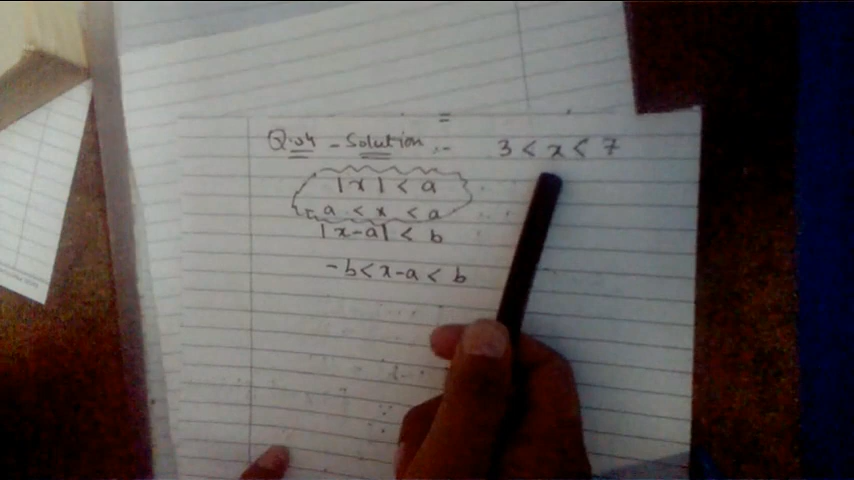 Q.04 - Solution :- 3 < x < 7
|x| < a
-a < x < a
|x-a| < b
-b < x-a < b